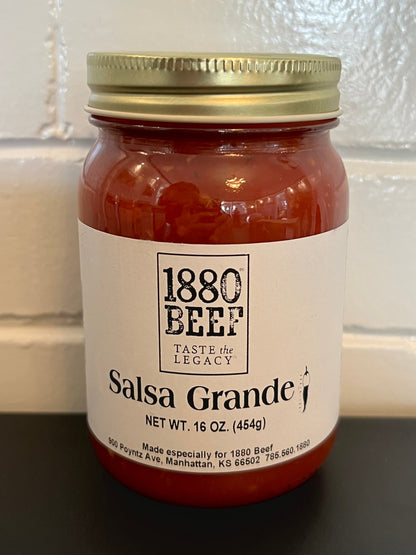 1880
BEEF
TASTE the
LEGACY
Salsa Grande
NET WT. 16 OZ. (454g)
Made especially for 1880 Beef
900 Poyntz Ave, Manhattan, KS 66502 785.560.1880